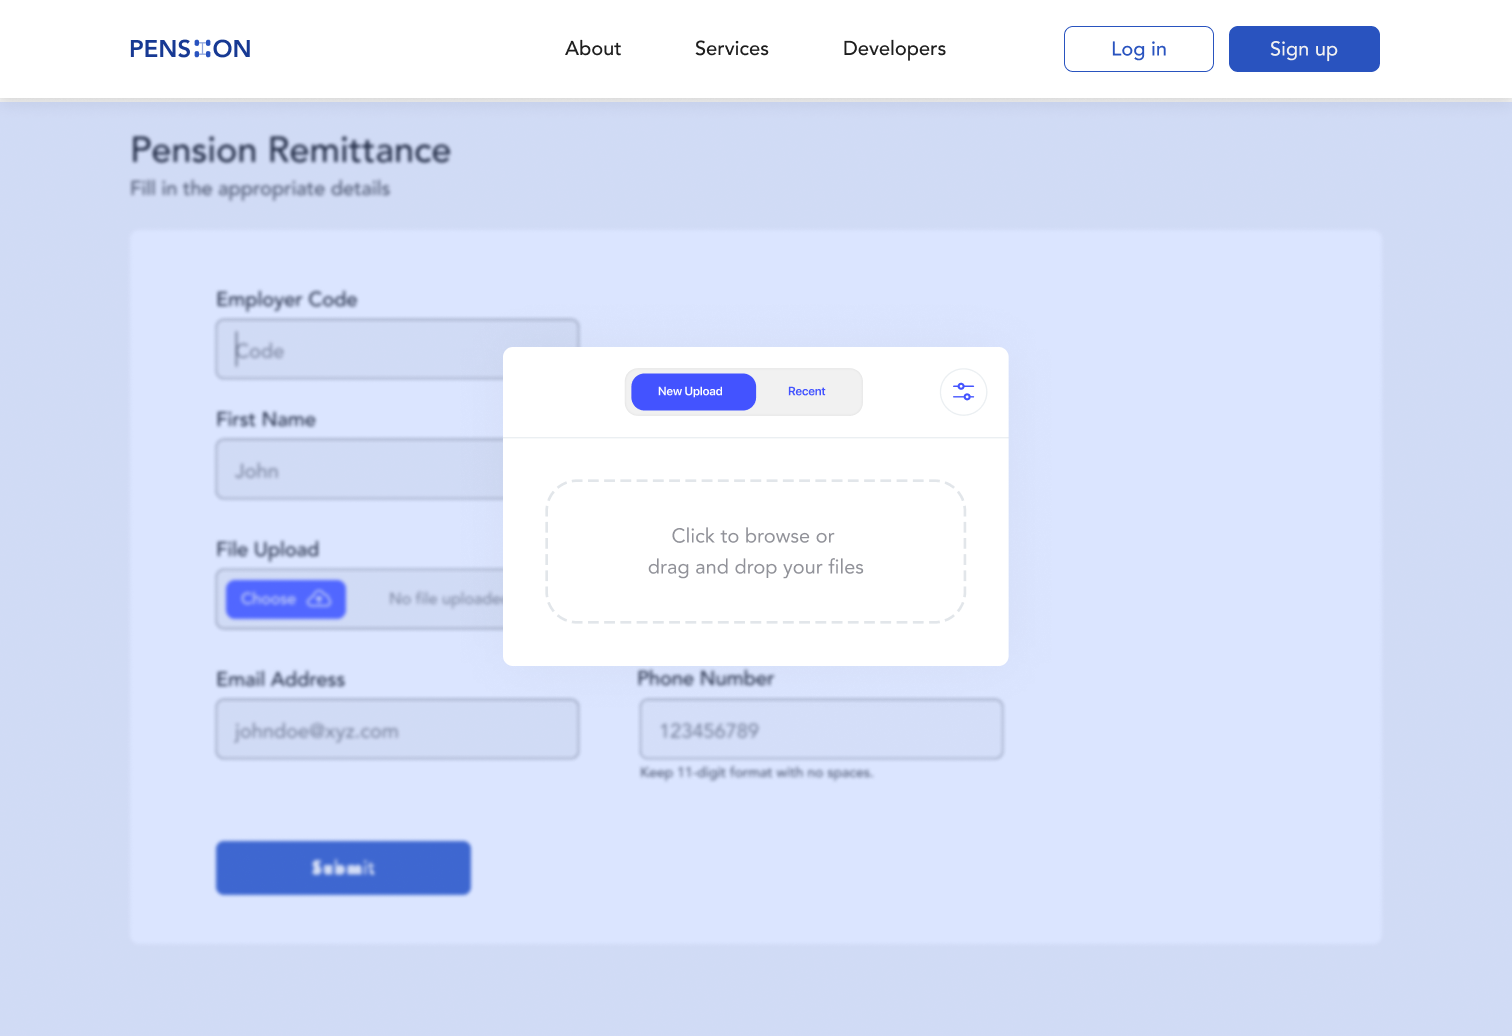 PENSION
About
Services
Developers
Log in
Sign up
Pension Remittance
Fill in the appropriate details
Employer Code
Code
First Name
John
File Upload
Choose
No file uploaded
New Upload
Recent
Click to browse or
drag and drop your files
Email Address
johndoe@xyz.com
Phone Number
123456789
Keep 11-digit format with no spaces.
Submit